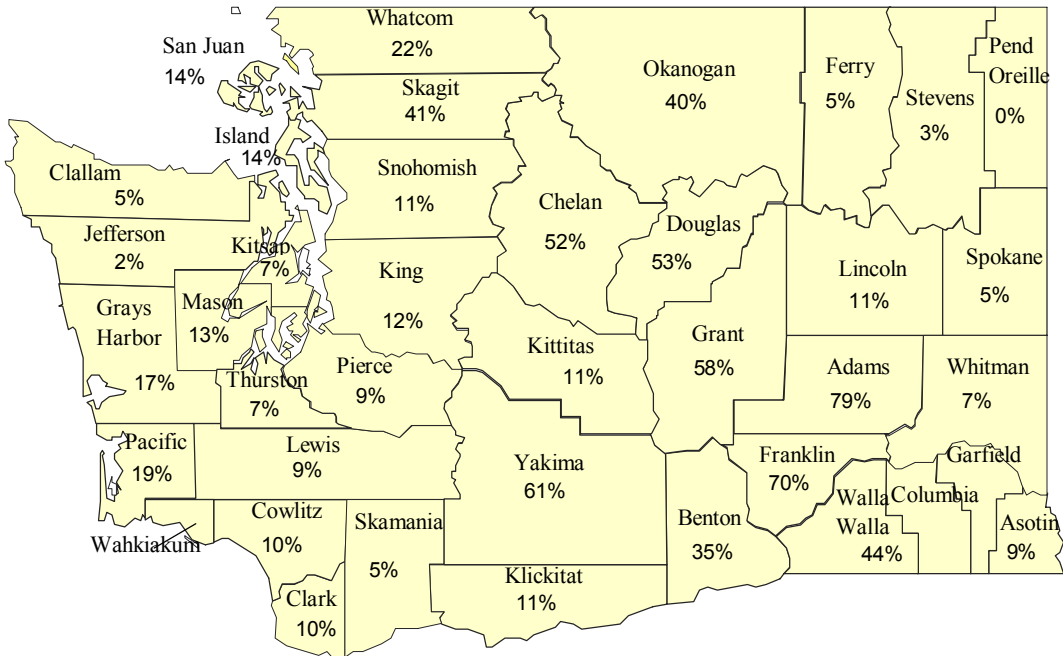 Whatcom
22%
San Juan
14%
Skagit
41%
Island
14%
Okanogan
40%
Ferry
5%
Stevens
3%
Pend
Oreille
0%
Clallam
5%
Snohomish
11%
Chelan
52%
Douglas
53%
Jefferson
2%
Kitsap
7%
King
12%
Lincoln
11%
Spokane
5%
Grays
Harbor
17%
Mason
13%
Kittitas
11%
Grant
58%
Adams
79%
Whitman
7%
Thurston
7%
Pierce
9%
Pacific
19%
Lewis
9%
Yakima
61%
Franklin
70%
Garfield
Wahkiakum
Cowlitz
10%
Skamania
5%
Benton
35%
Walla
Walla
44%
Columbia
Asotin
9%
Clark
10%
Klickitat
11%